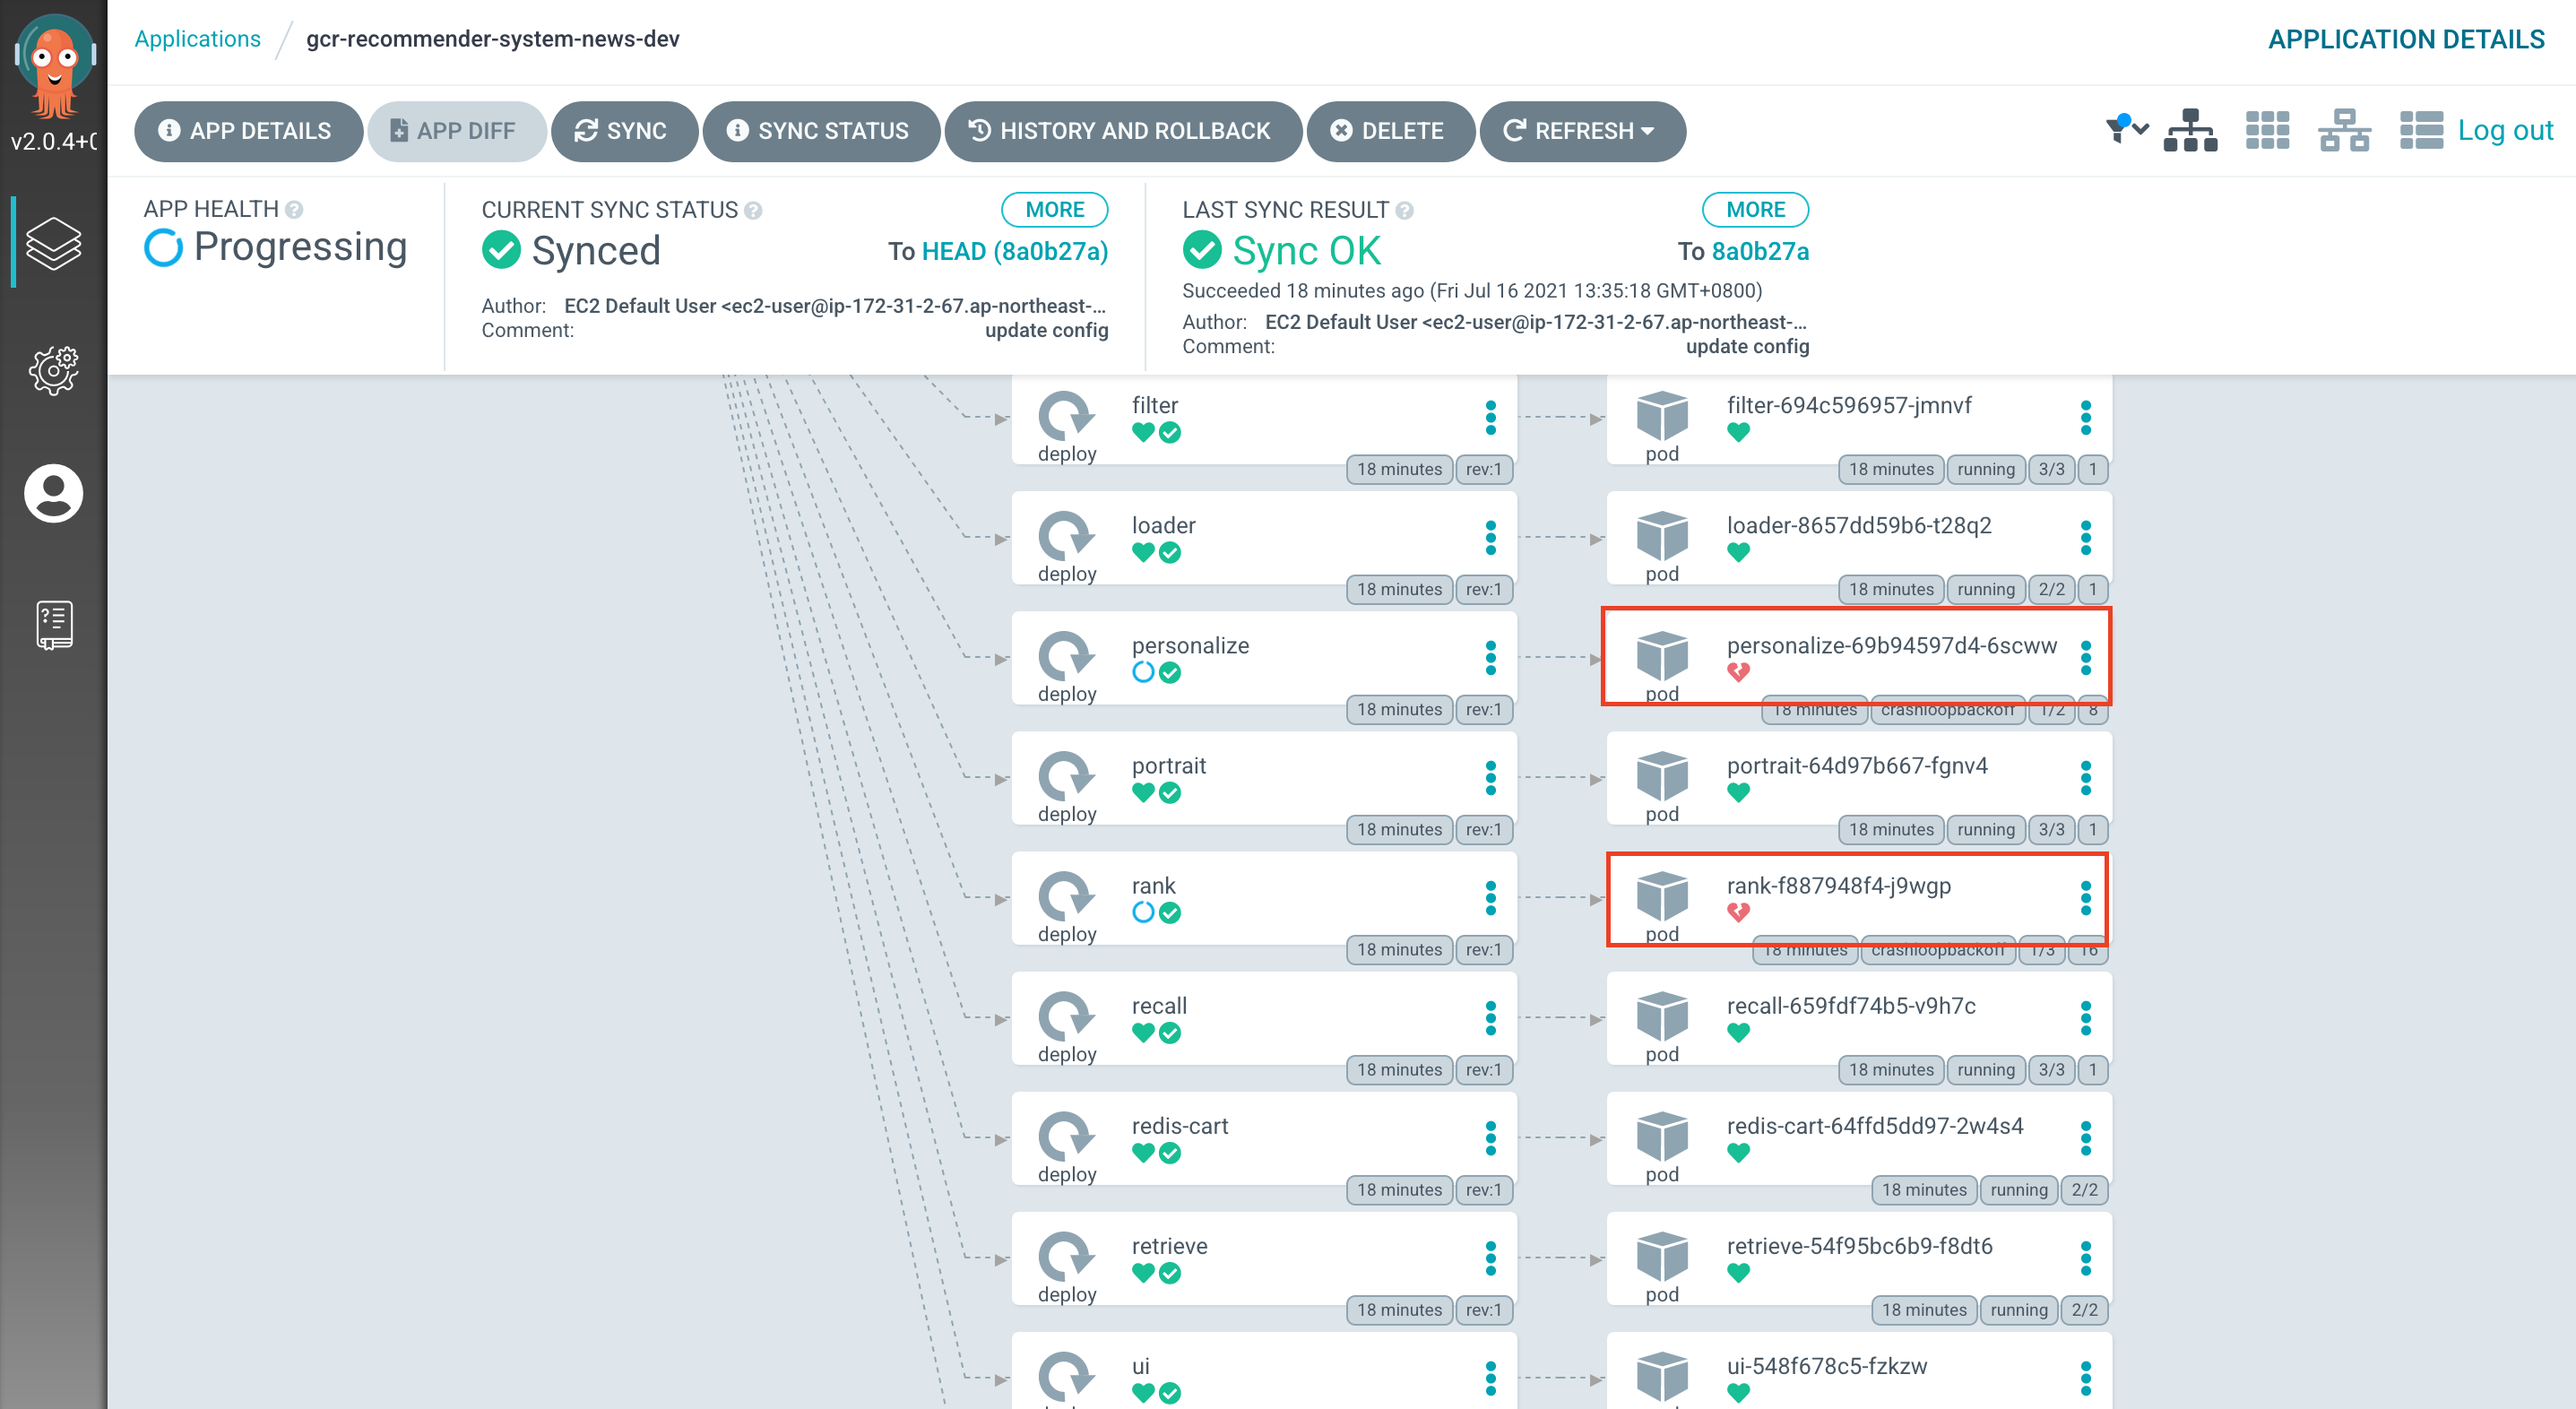 Applications / gcr-recommender-system-news-dev
APPLICATION DETAILS
v2.0.4+0
APP DETAILS
APP DIFF
SYNC
SYNC STATUS
HISTORY AND ROLLBACK
DELETE
REFRESH
Log out
APP HEALTH
Progressing
CURRENT SYNC STATUS
MORE
Synced
To HEAD (8a0b27a)
Author: EC2 Default User <ec2-user@ip-172-31-2-67.ap-northeast-...
Comment: update config
LAST SYNC RESULT
MORE
Sync OK
To 8a0b27a
Succeeded 18 minutes ago (Fri Jul 16 2021 13:35:18 GMT+0800)
Author: EC2 Default User <ec2-user@ip-172-31-2-67.ap-northeast-...
Comment: update config
filter
deploy
18 minutes rev:1
filter-694c596957-jmnvf
pod
18 minutes running 3/3 1
loader
deploy
18 minutes rev:1
loader-8657dd59b6-t28q2
pod
18 minutes running 2/2 1
personalize
deploy
18 minutes rev:1
personalize-69b94597d4-6scww
pod
18 minutes crashloopbackoff 1/2 8
portrait
deploy
18 minutes rev:1
portrait-64d97b667-fgnv4
pod
18 minutes running 3/3 1
rank
deploy
18 minutes rev:1
rank-f887948f4-j9wgp
pod
18 minutes crashloopbackoff 1/3 16
recall
deploy
18 minutes rev:1
recall-659fdf74b5-v9h7c
pod
18 minutes running 3/3 1
redis-cart
deploy
18 minutes rev:1
redis-cart-64ffd5dd97-2w4s4
pod
18 minutes running 2/2
retrieve
deploy
18 minutes rev:1
retrieve-54f95bc6b9-f8dt6
pod
18 minutes running 2/2
ui
ui-548f678c5-fzkzw